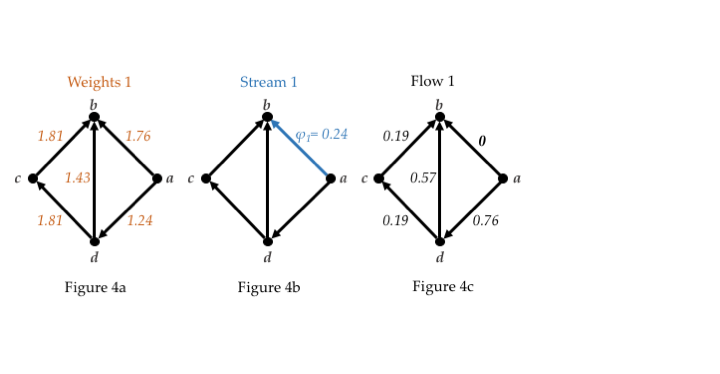 Weights 1
b
1.81
1.76
c
1.43
a
1.81
1.24
d
Figure 4a
Stream 1
b
φ₁= 0.24
c
a
d
Figure 4b
Flow 1
b
0.19
0
c
0.57
a
0.19
0.76
d
Figure 4c